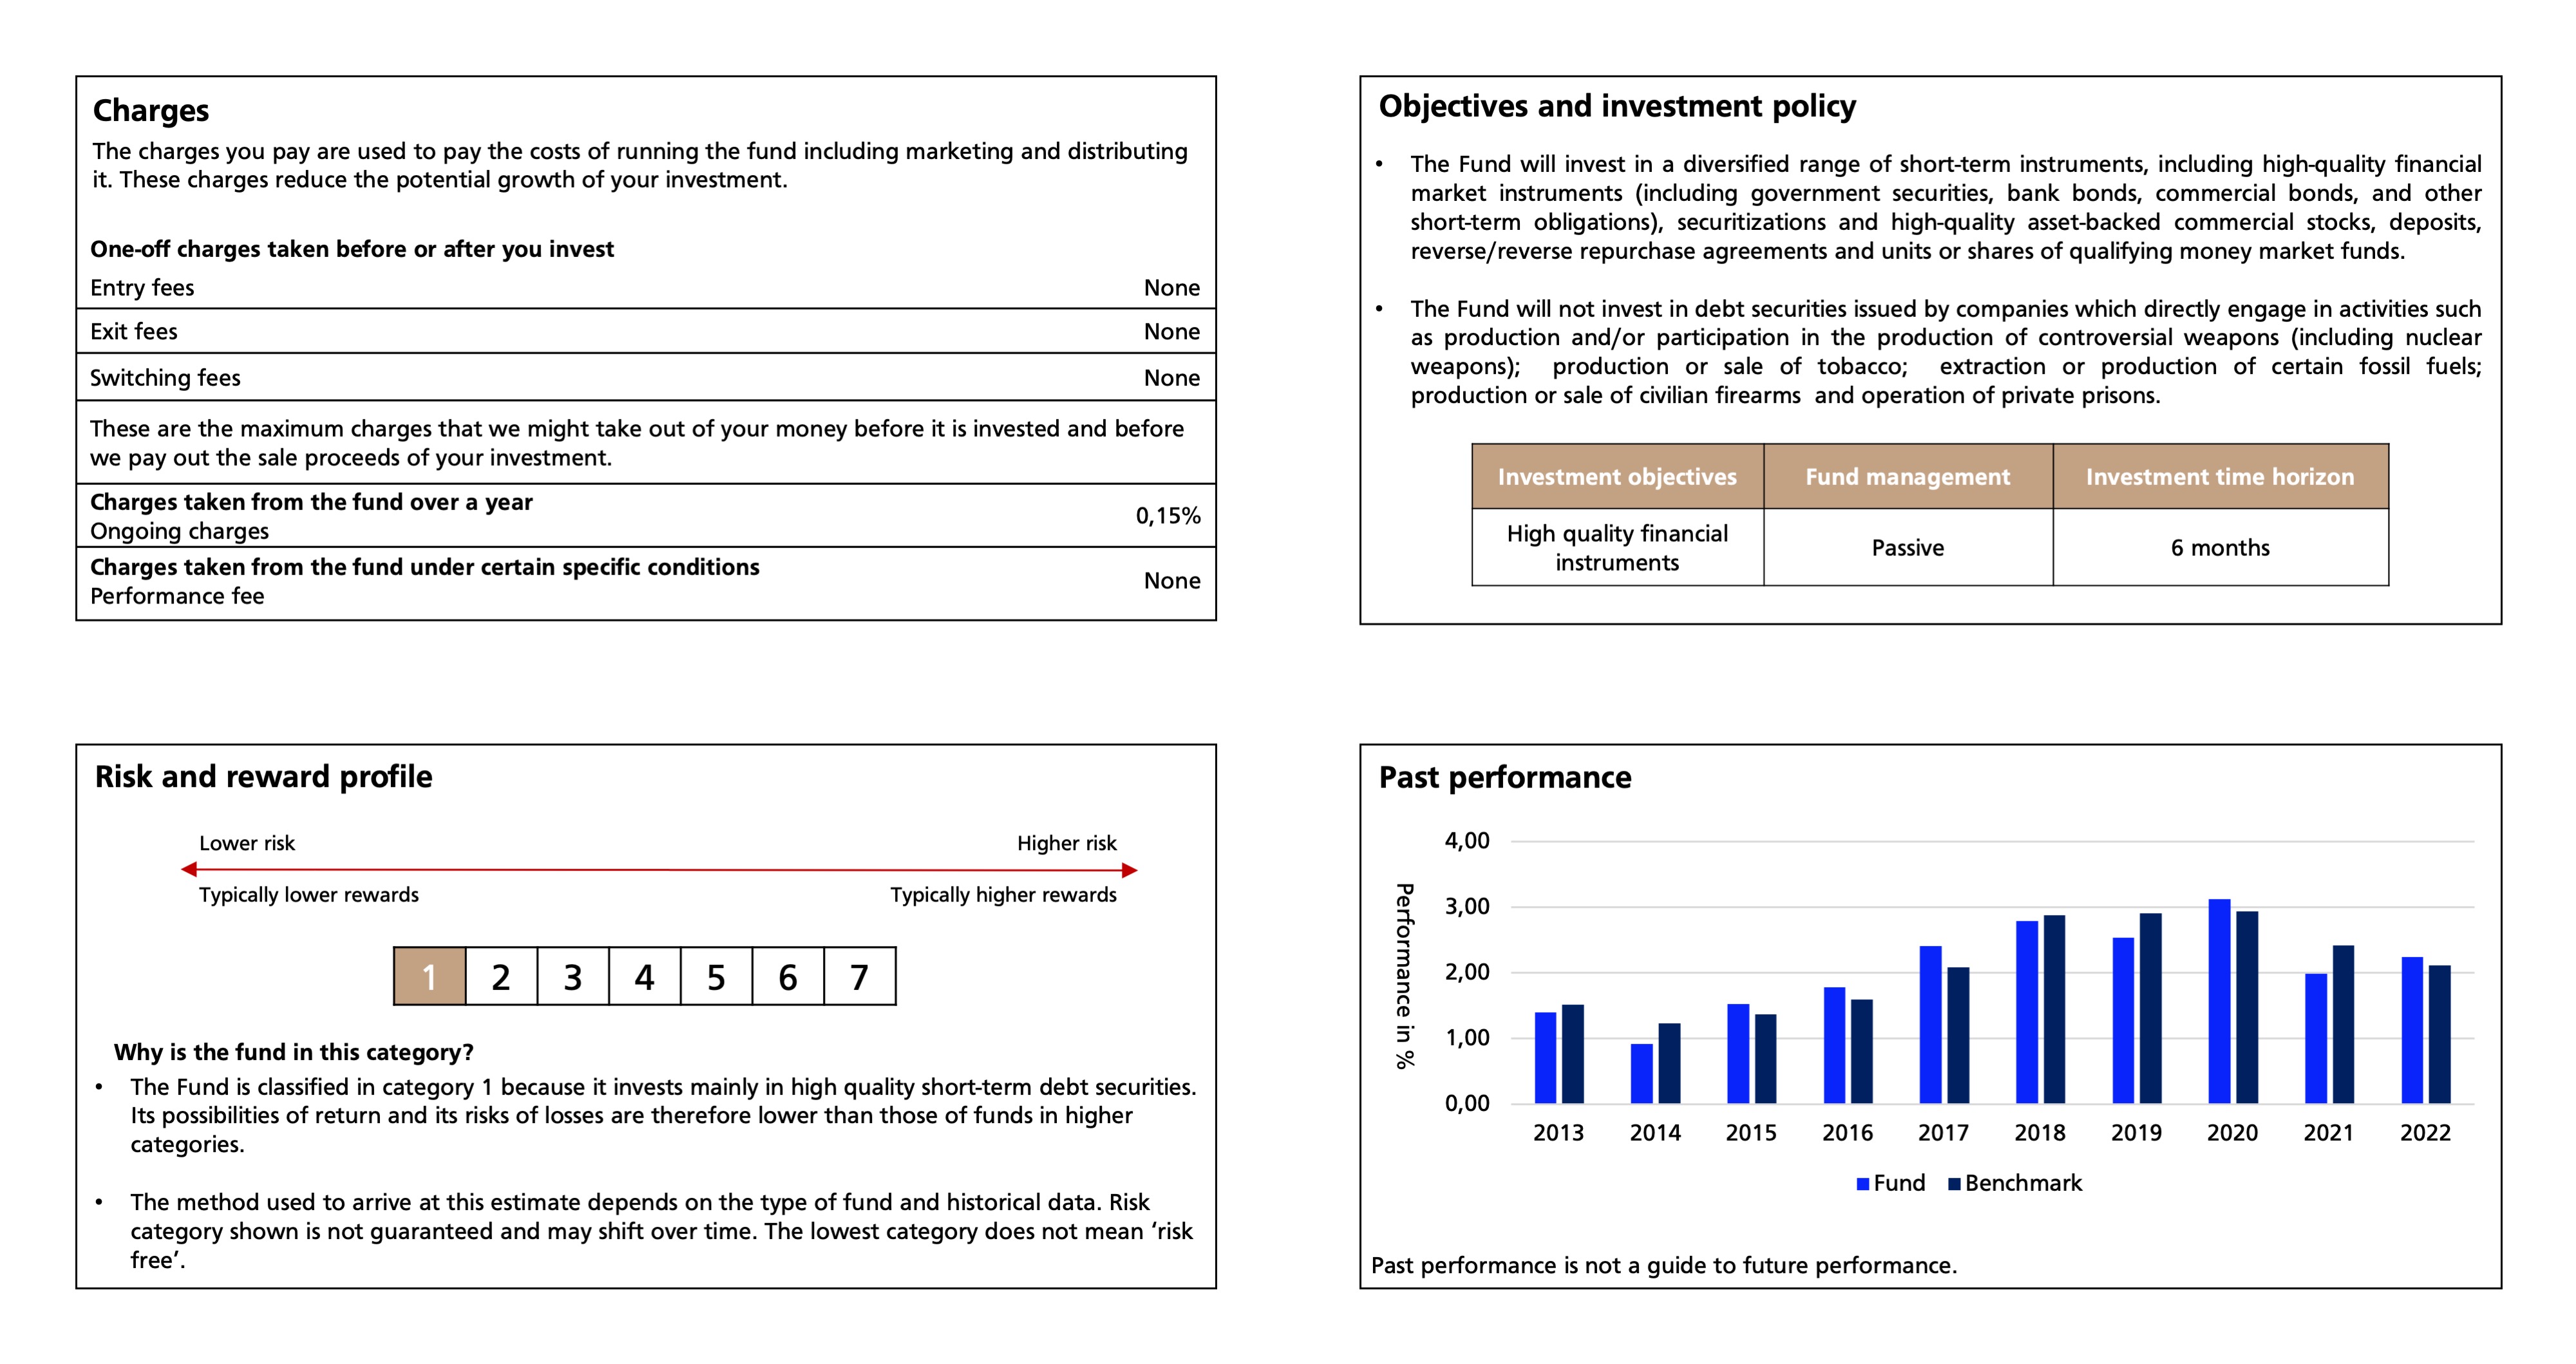 Charges
The charges you pay are used to pay the costs of running the fund including marketing and distributing
it. These charges reduce the potential growth of your investment.
One-off charges taken before or after you invest
Entry fees None
Exit fees None
Switching fees None
These are the maximum charges that we might take out of your money before it is invested and before
we pay out the sale proceeds of your investment.
Charges taken from the fund over a year
Ongoing charges 0,15%
Charges taken from the fund under certain specific conditions
Performance fee None
Objectives and investment policy
• The Fund will invest in a diversified range of short-term instruments, including high-quality financial
market instruments (including government securities, bank bonds, commercial bonds, and other
short-term obligations), securitizations and high-quality asset-backed commercial stocks, deposits,
reverse/reverse repurchase agreements and units or shares of qualifying money market funds.
• The Fund will not invest in debt securities issued by companies which directly engage in activities such
as production and/or participation in the production of controversial weapons (including nuclear
weapons); production or sale of tobacco; extraction or production of certain fossil fuels;
production or sale of civilian firearms and operation of private prisons.
Investment objectives Fund management Investment time horizon
High quality financial
instruments Passive 6 months
Risk and reward profile
Lower risk Higher risk
Typically lower rewards Typically higher rewards
1 2 3 4 5 6 7
Why is the fund in this category?
• The Fund is classified in category 1 because it invests mainly in high quality short-term debt securities.
Its possibilities of return and its risks of losses are therefore lower than those of funds in higher
categories.
• The method used to arrive at this estimate depends on the type of fund and historical data. Risk
category shown is not guaranteed and may shift over time. The lowest category does not mean ‘risk
free’.
Past performance
Performance in %
4,00
3,00
2,00
1,00
0,00
2013 2014 2015 2016 2017 2018 2019 2020 2021 2022
Fund Benchmark
Past performance is not a guide to future performance.